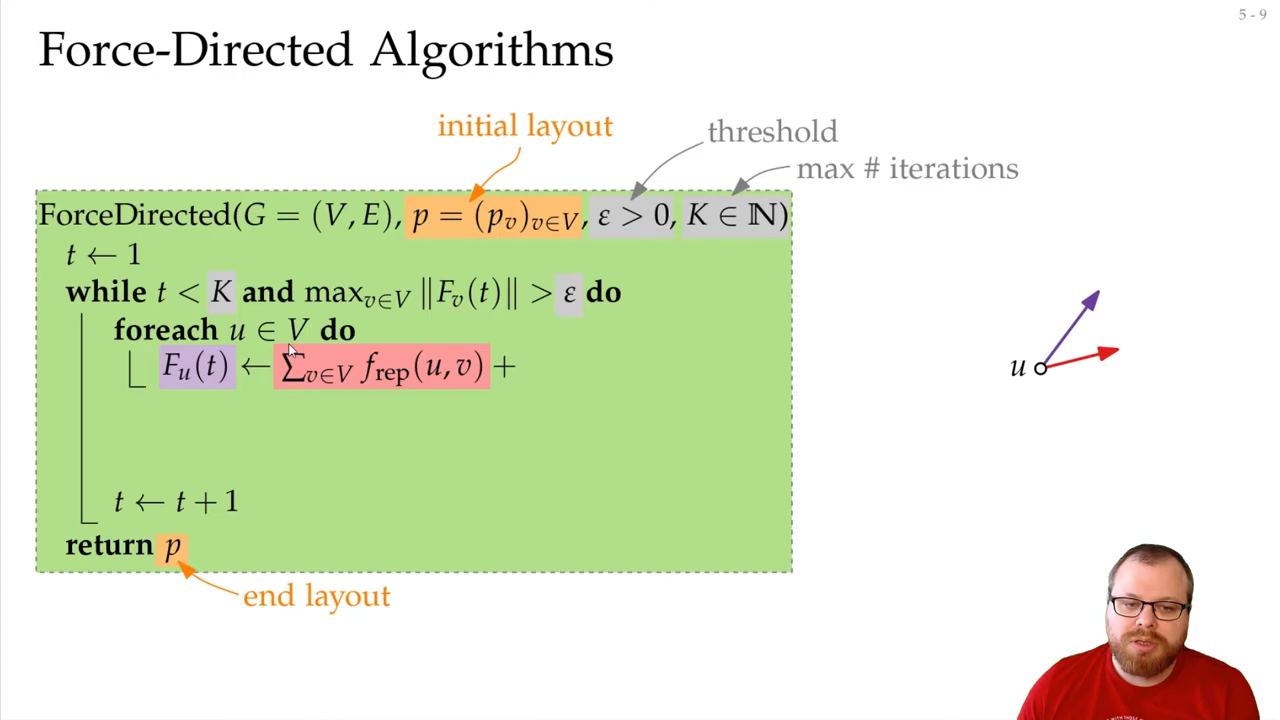 5 - 9
Force-Directed Algorithms
initial layout
threshold
max # iterations
ForceDirected(G = (V, E), p = (p_v)_{v∈V}, ε > 0, K ∈ ℕ)
t ← 1
while t < K and max_{v∈V} ‖F_v(t)‖ > ε do
foreach u ∈ V do
F_u(t) ← ∑_{v∈V} f_rep(u, v) +
u
t ← t + 1
return p
end layout